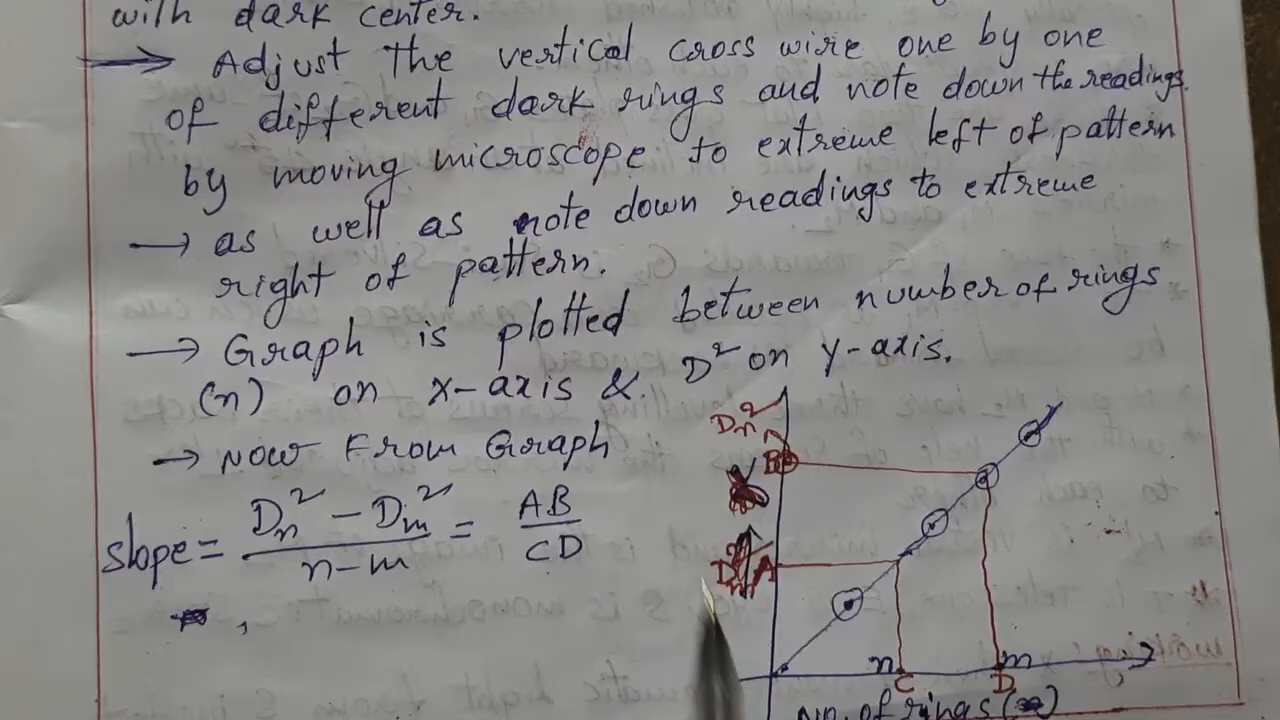 with dark center.
→ Adjust the vertical cross wire one by one
of different dark rings and note down the readings
by moving microscope to extreme left of pattern
→ as well as note down readings to extreme
right of pattern.
→ Graph is plotted between number of rings
(n) on x-axis & D² on y-axis.
→ Now From Graph
slope = Dn² - Dm² / n-m = AB / CD
Dn²
B
A
n m
C D
No. of rings